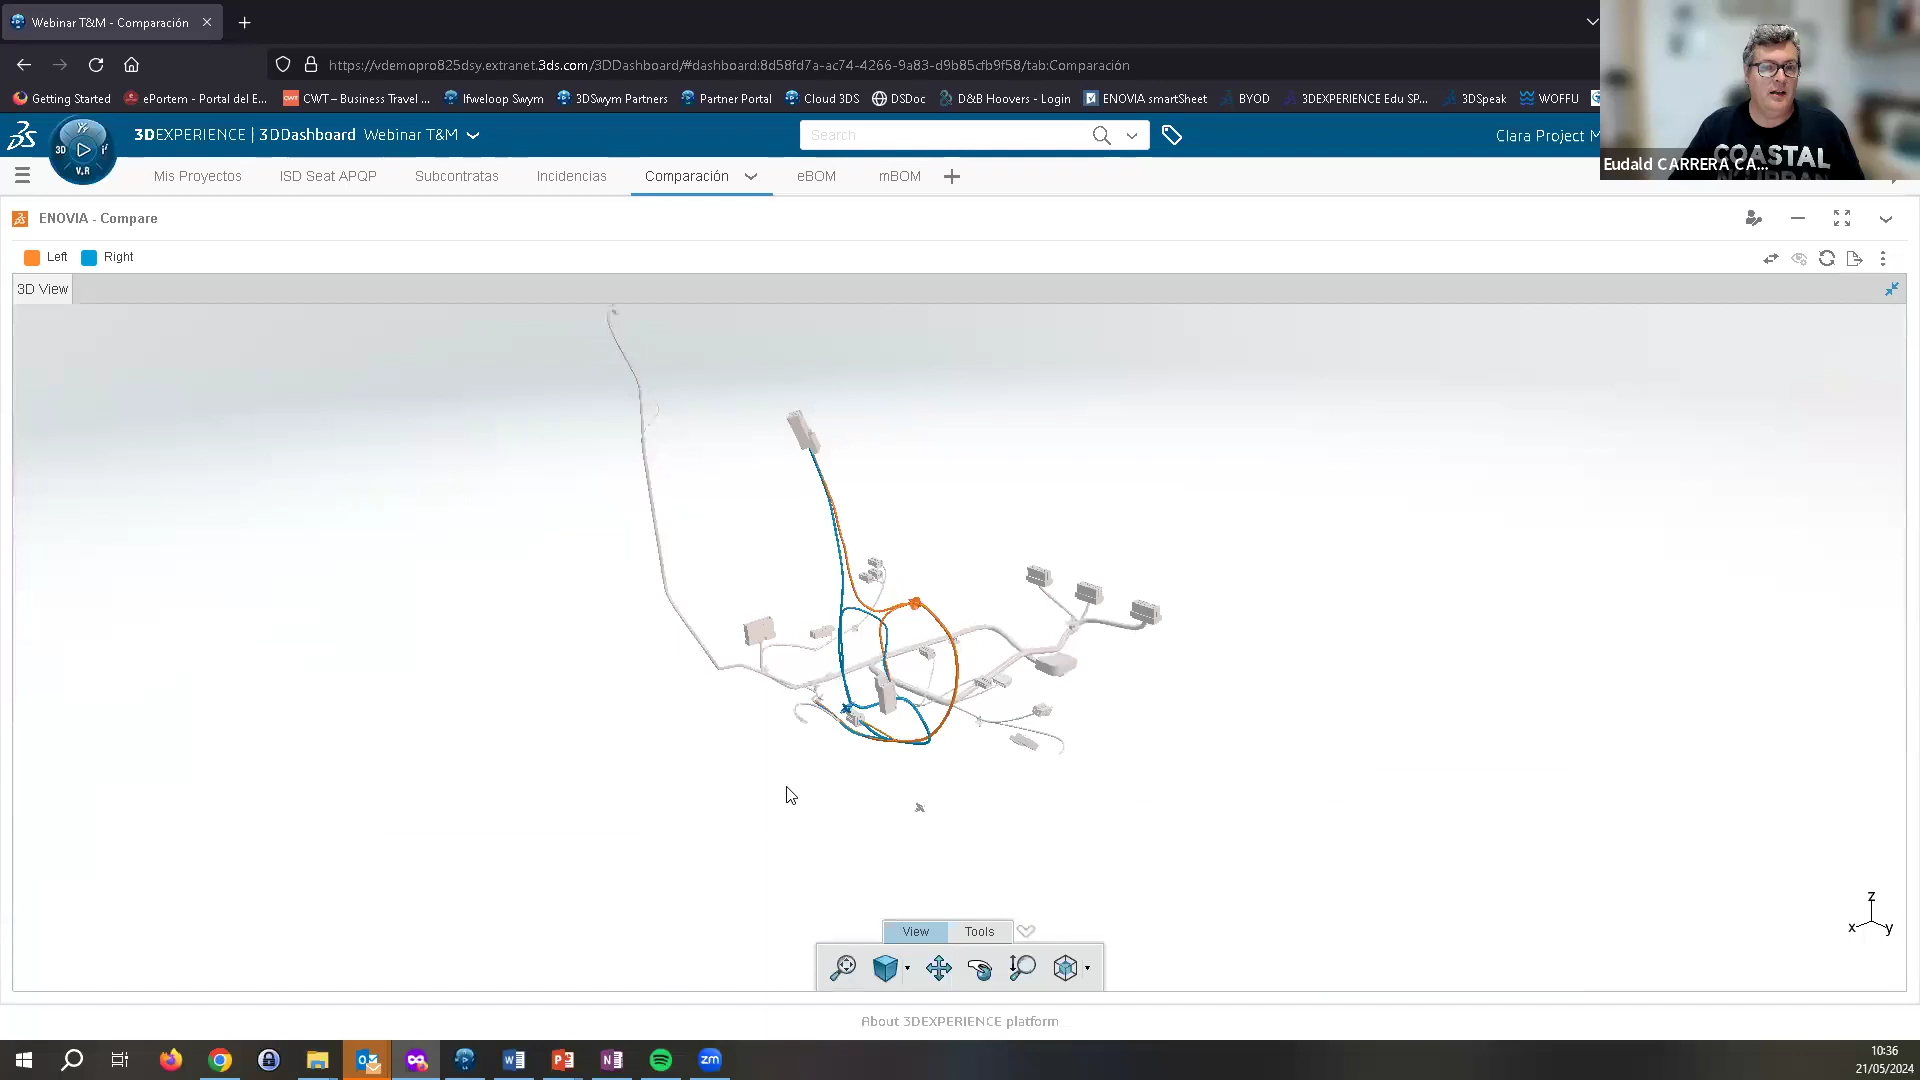 Webinar T&M - Comparación
https://vdemopro825dsy.extranet.3ds.com/3DDashboard/#dashboard:8d58fd7a-ac74-4266-9a83-d9b85cfb9f58/tab:Comparación
Getting Started
ePortem - Portal del E...
CWT
CWT – Business Travel ...
Ifweloop Swym
3DSwym Partners
Partner Portal
Cloud 3DS
DSDoc
D&B Hoovers - Login
ENOVIA smartSheet
BYOD
3DEXPERIENCE Edu SP...
3DSpeak
WOFFU
3D
V.R
3DEXPERIENCE | 3DDashboard Webinar T&M
Search
Clara Project M
COASTAL
Eudald CARRERA CA...
Mis Proyectos
ISD Seat APQP
Subcontratas
Incidencias
Comparación
eBOM
mBOM
ENOVIA - Compare
Left
Right
3D View
z
x
y
View
Tools
About 3DEXPERIENCE platform
zm
10:36
21/05/2024